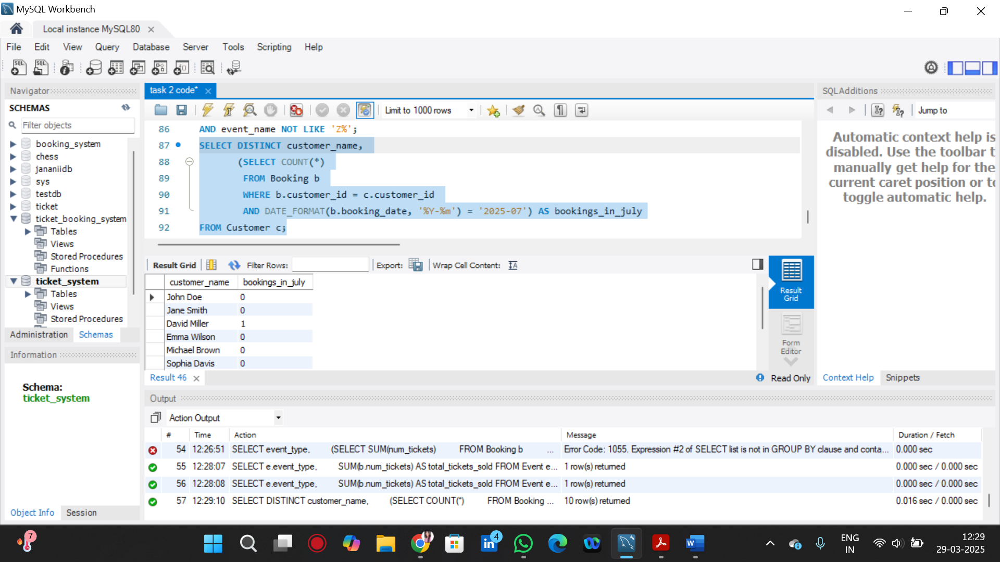 MySQL Workbench
Local instance MySQL80
File Edit View Query Database Server Tools Scripting Help
Navigator
SCHEMAS
Filter objects
booking_system
chess
jananiidb
sys
testdb
ticket
ticket_booking_system
Tables
Views
Stored Procedures
Functions
ticket_system
Tables
Views
Stored Procedures
Administration Schemas
Information
Schema:
ticket_system
Object Info Session
task 2 code*
Limit to 1000 rows
86 AND event_name NOT LIKE 'Z%';
87 SELECT DISTINCT customer_name,
88 (SELECT COUNT(*)
89 FROM Booking b
90 WHERE b.customer_id = c.customer_id
91 AND DATE_FORMAT(b.booking_date, '%Y-%m') = '2025-07') AS bookings_in_july
92 FROM Customer c;
Result Grid Filter Rows: Export: Wrap Cell Content:
customer_name bookings_in_july
John Doe 0
Jane Smith 0
David Miller 1
Emma Wilson 0
Michael Brown 0
Sophia Davis 0
Result Grid
Form Editor
Result 46
Read Only
SQLAdditions
Jump to
Automatic context help is
disabled. Use the toolbar t
manually get help for the
current caret position or to
toggle automatic help.
Context Help Snippets
Output
Action Output
# Time Action Message Duration / Fetch
54 12:26:51 SELECT event_type, (SELECT SUM(num_tickets) FROM Booking b ... Error Code: 1055. Expression #2 of SELECT list is not in GROUP BY clause and conta... 0.000 sec
55 12:28:07 SELECT e.event_type, SUM(b.num_tickets) AS total_tickets_sold FROM Event e... 1 row(s) returned 0.000 sec / 0.000 sec
56 12:28:08 SELECT e.event_type, SUM(b.num_tickets) AS total_tickets_sold FROM Event e... 1 row(s) returned 0.000 sec / 0.000 sec
57 12:29:10 SELECT DISTINCT customer_name, (SELECT COUNT(*) FROM Booking ... 10 row(s) returned 0.016 sec / 0.000 sec
7
4
ENG
IN
12:29
29-03-2025